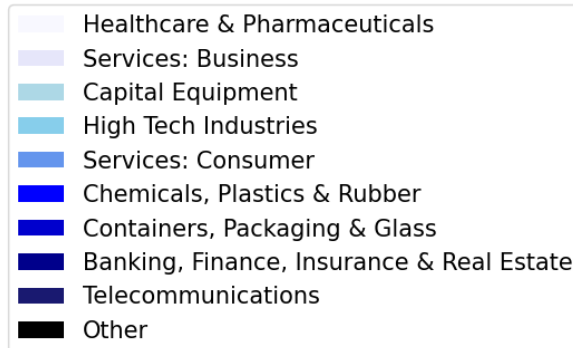 Healthcare & Pharmaceuticals
Services: Business
Capital Equipment
High Tech Industries
Services: Consumer
Chemicals, Plastics & Rubber
Containers, Packaging & Glass
Banking, Finance, Insurance & Real Estate
Telecommunications
Other